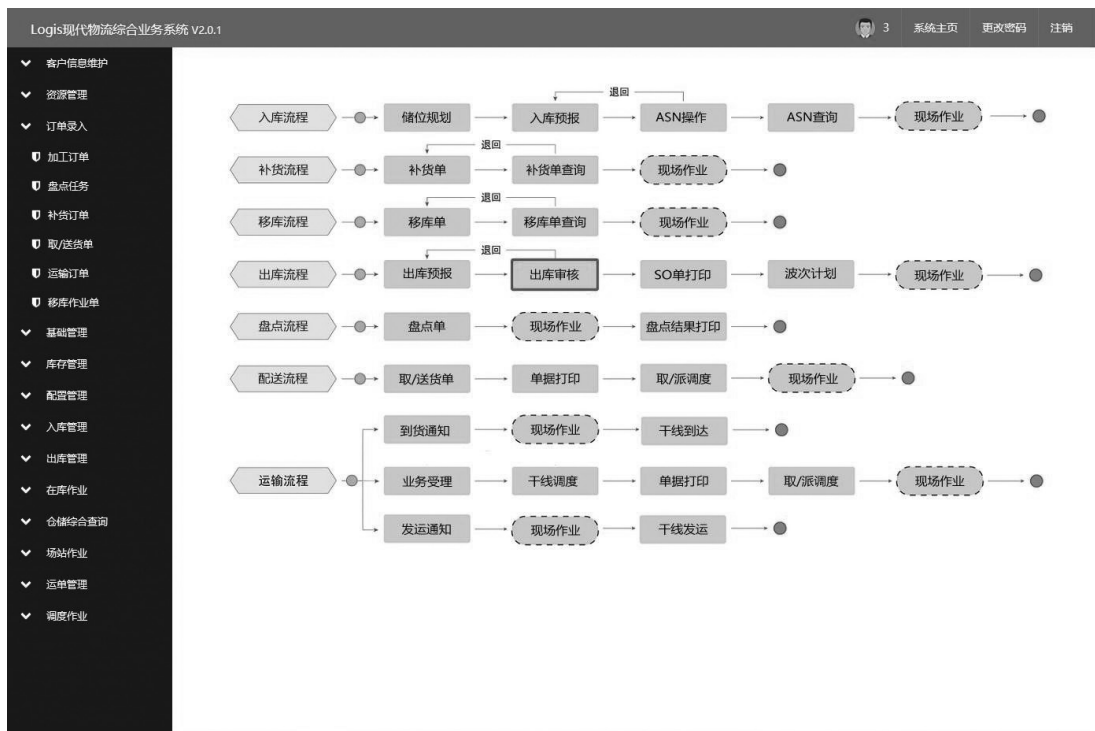 Logis现代物流综合业务系统 V2.0.1
3 系统主页 更改密码 注销
客户信息维护
资源管理
订单录入
加工订单
盘点任务
补货订单
取/送货单
运输订单
移库作业单
基础管理
库存管理
配置管理
入库管理
出库管理
在库作业
仓储综合查询
场站作业
运单管理
调度作业
退回
入库流程 储位规划 入库预报 ASN操作 ASN查询 现场作业
退回
补货流程 补货单 补货单查询 现场作业
退回
移库流程 移库单 移库单查询 现场作业
退回
出库流程 出库预报 出库审核 SO单打印 波次计划 现场作业
盘点流程 盘点单 现场作业 盘点结果打印
配送流程 取/送货单 单据打印 取/派调度 现场作业
到货通知 现场作业 干线到达
运输流程 业务受理 干线调度 单据打印 取/派调度 现场作业
发运通知 现场作业 干线发运